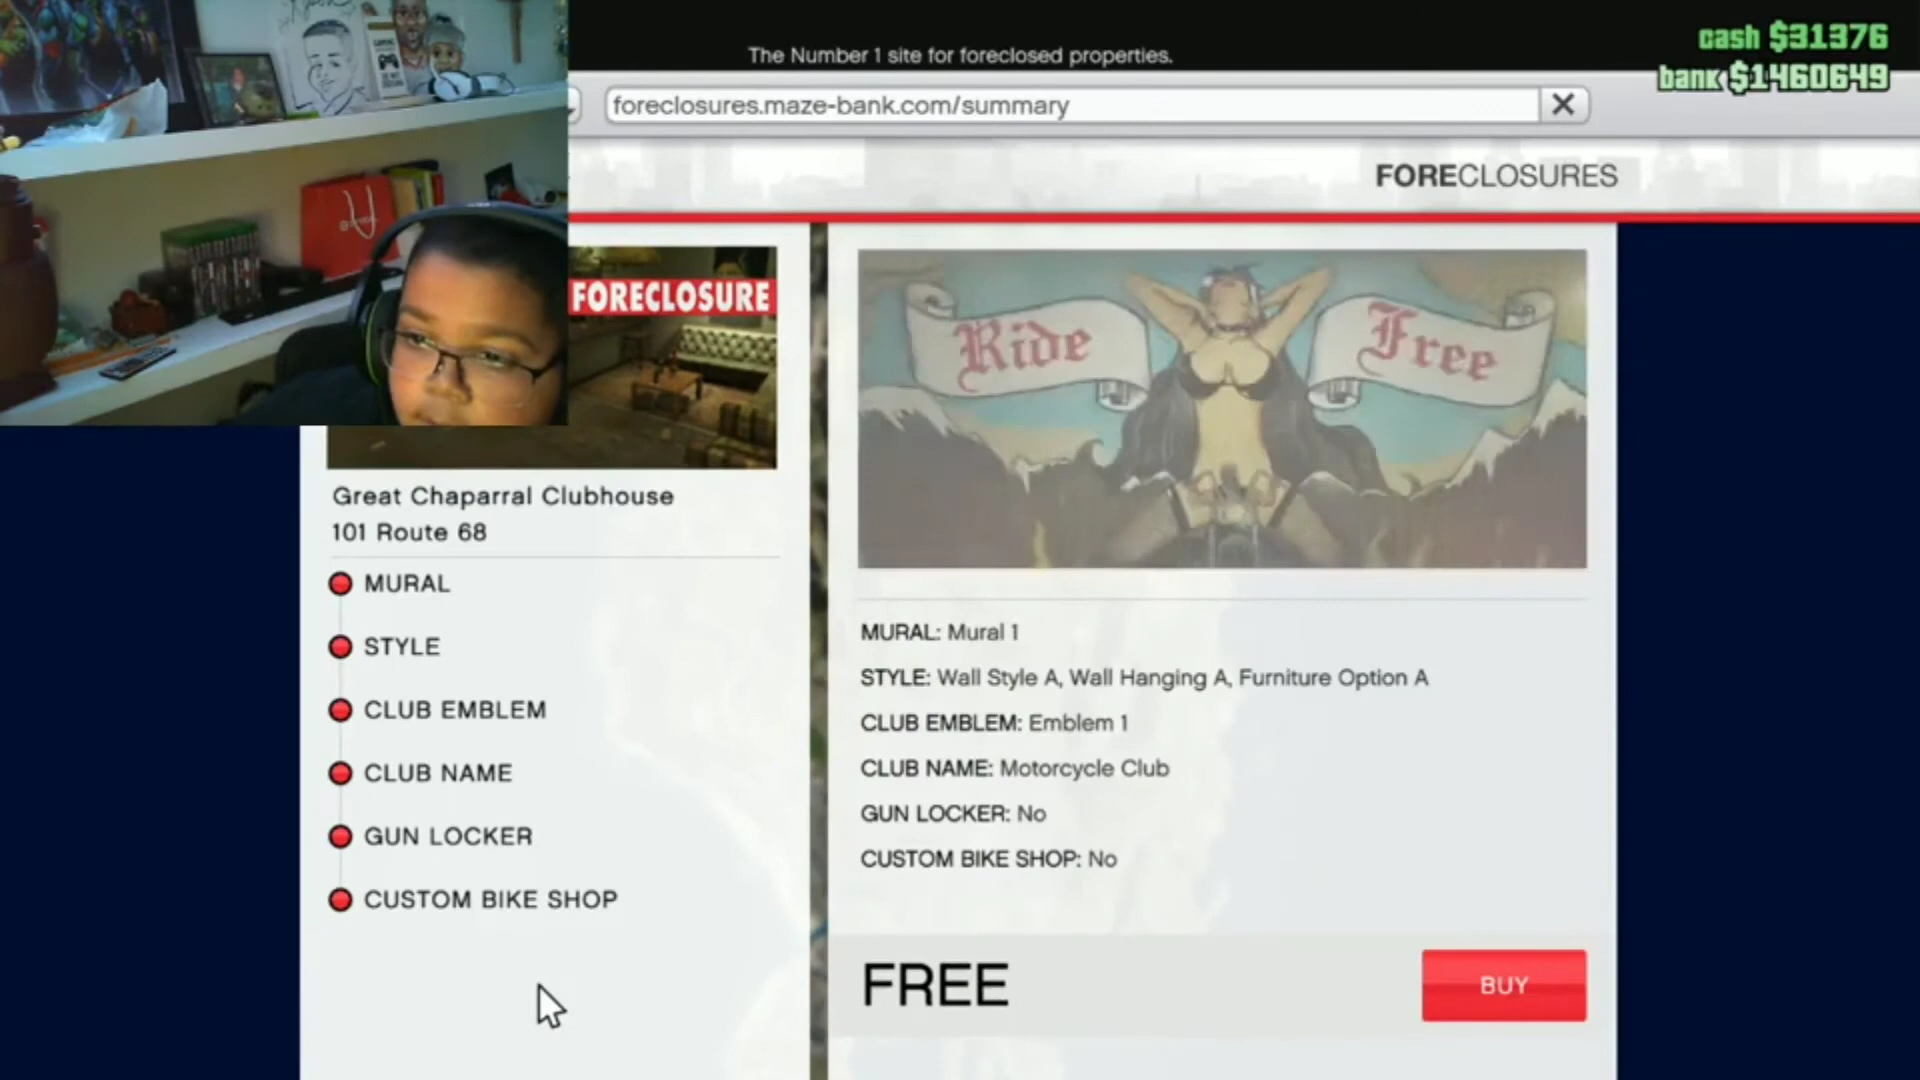 The Number 1 site for foreclosed properties.
cash $31376
bank $1460649
foreclosures.maze-bank.com/summary
FORECLOSURES
FORECLOSURE
Ride Free
Great Chaparral Clubhouse
101 Route 68
MURAL
STYLE
CLUB EMBLEM
CLUB NAME
GUN LOCKER
CUSTOM BIKE SHOP
MURAL: Mural 1
STYLE: Wall Style A, Wall Hanging A, Furniture Option A
CLUB EMBLEM: Emblem 1
CLUB NAME: Motorcycle Club
GUN LOCKER: No
CUSTOM BIKE SHOP: No
FREE
BUY